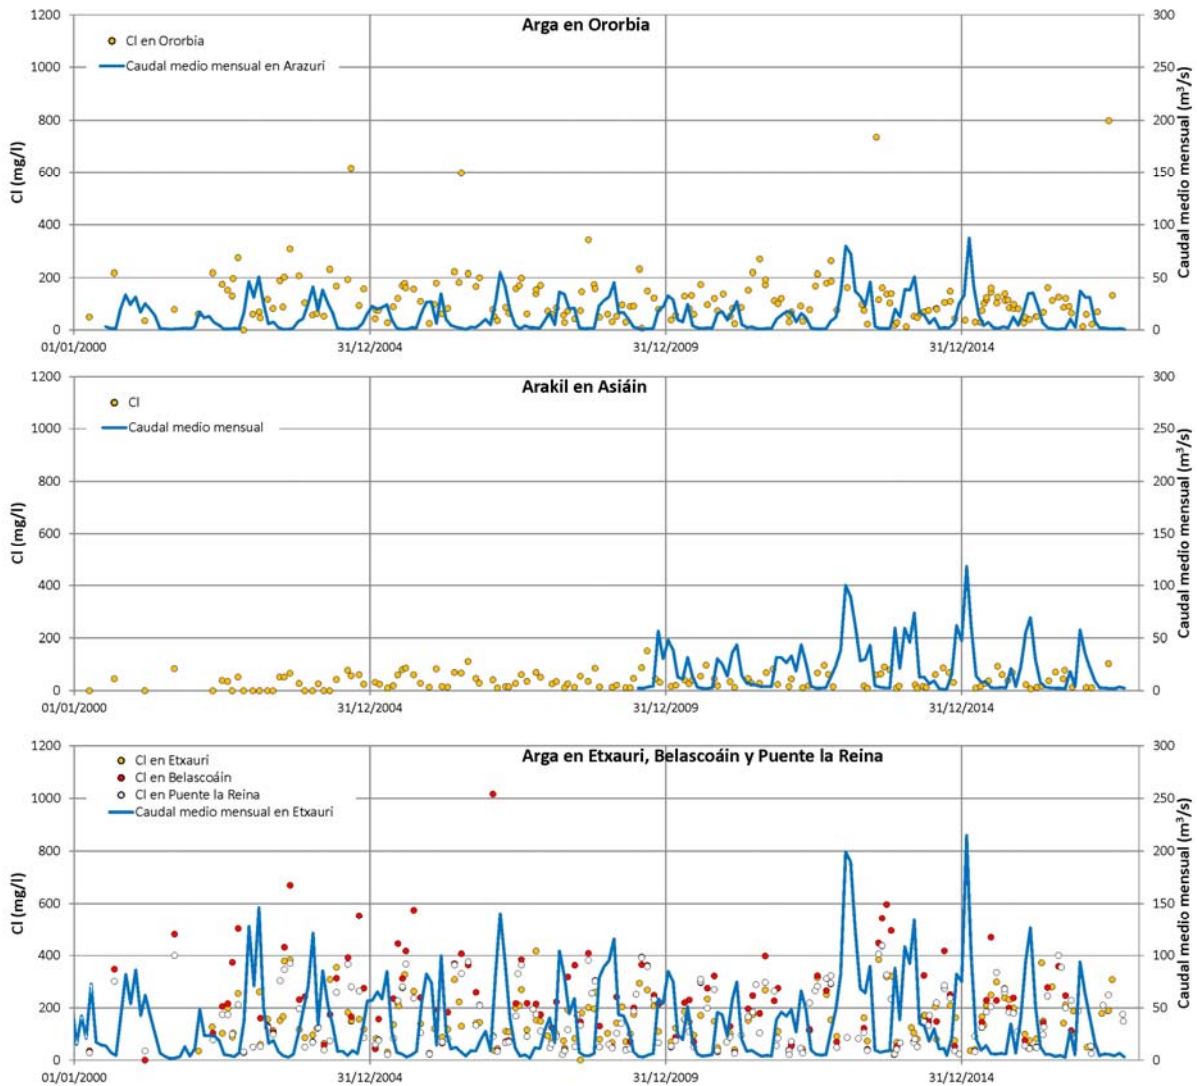 Arga en Ororbia
Cl en Ororbia
Caudal medio mensual en Arazuri
Cl (mg/l)
1200
1000
800
600
400
200
0
300
250
200
150
100
50
0
Caudal medio mensual (m³/s)
01/01/2000 31/12/2004 31/12/2009 31/12/2014
Arakil en Asiáin
Cl
Caudal medio mensual
Cl (mg/l)
1200
1000
800
600
400
200
0
300
250
200
150
100
50
0
Caudal medio mensual (m³/s)
01/01/2000 31/12/2004 31/12/2009 31/12/2014
Arga en Etxauri, Belascoáin y Puente la Reina
Cl en Etxauri
Cl en Belascoáin
Cl en Puente la Reina
Caudal medio mensual en Etxauri
Cl (mg/l)
1200
1000
800
600
400
200
0
300
250
200
150
100
50
0
Caudal medio mensual (m³/s)
01/01/2000 31/12/2004 31/12/2009 31/12/2014